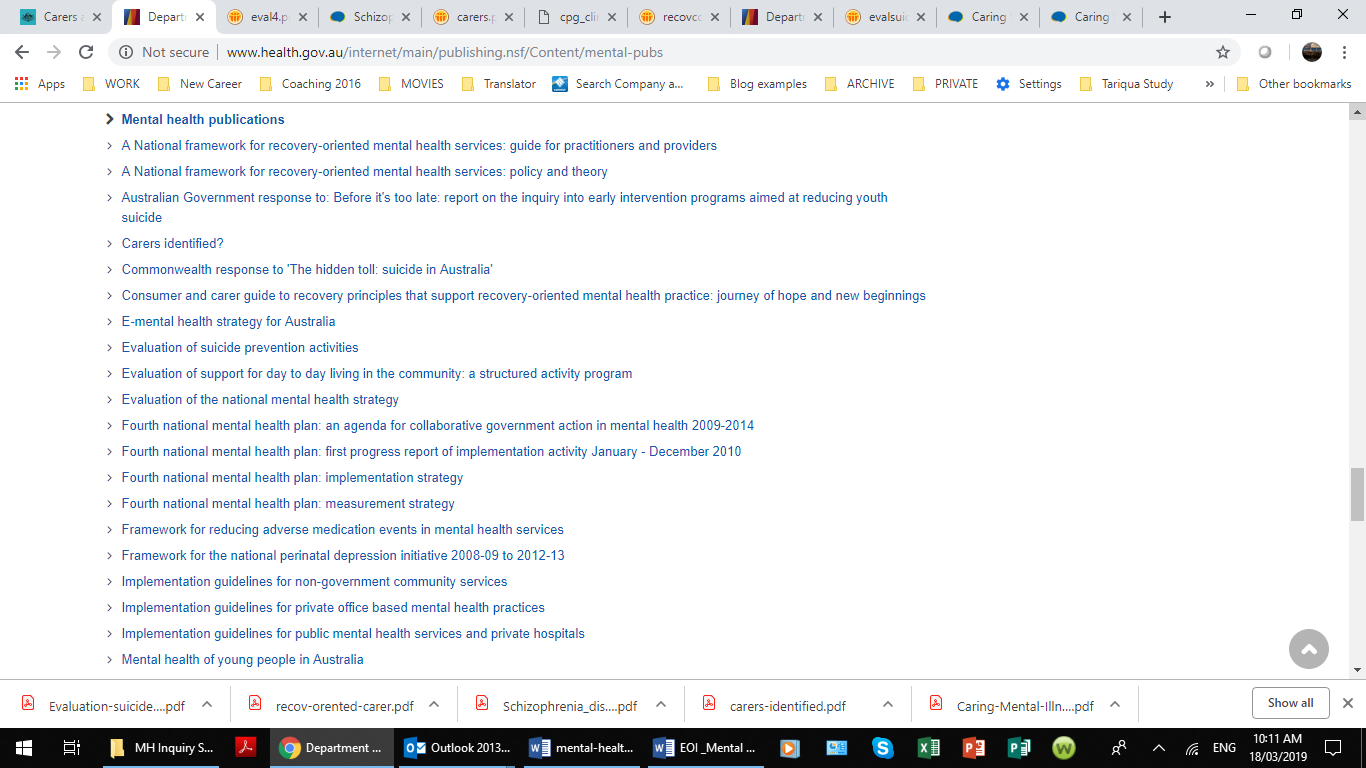 Carers a
Depart
eval4.p
Schizop
carers.p
cpg_cli
recovco
Depart
evalsui
Caring
Caring
Not secure | www.health.gov.au/internet/main/publishing.nsf/Content/mental-pubs
Apps WORK New Career Coaching 2016 MOVIES Translator Search Company a... Blog examples ARCHIVE PRIVATE Settings Tariqua Study » Other bookmarks
Mental health publications
A National framework for recovery-oriented mental health services: guide for practitioners and providers
A National framework for recovery-oriented mental health services: policy and theory
Australian Government response to: Before it's too late: report on the inquiry into early intervention programs aimed at reducing youth
suicide
Carers identified?
Commonwealth response to 'The hidden toll: suicide in Australia'
Consumer and carer guide to recovery principles that support recovery-oriented mental health practice: journey of hope and new beginnings
E-mental health strategy for Australia
Evaluation of suicide prevention activities
Evaluation of support for day to day living in the community: a structured activity program
Evaluation of the national mental health strategy
Fourth national mental health plan: an agenda for collaborative government action in mental health 2009-2014
Fourth national mental health plan: first progress report of implementation activity January - December 2010
Fourth national mental health plan: implementation strategy
Fourth national mental health plan: measurement strategy
Framework for reducing adverse medication events in mental health services
Framework for the national perinatal depression initiative 2008-09 to 2012-13
Implementation guidelines for non-government community services
Implementation guidelines for private office based mental health practices
Implementation guidelines for public mental health services and private hospitals
Mental health of young people in Australia
Evaluation-suicide....pdf recov-orented-carer.pdf Schizophrenia_dis....pdf carers-identified.pdf Caring-Mental-Illn....pdf Show all
MH Inquiry S... Department ... Outlook 2013... mental-healt... EOI _Mental ... ENG 10:11 AM
18/03/2019